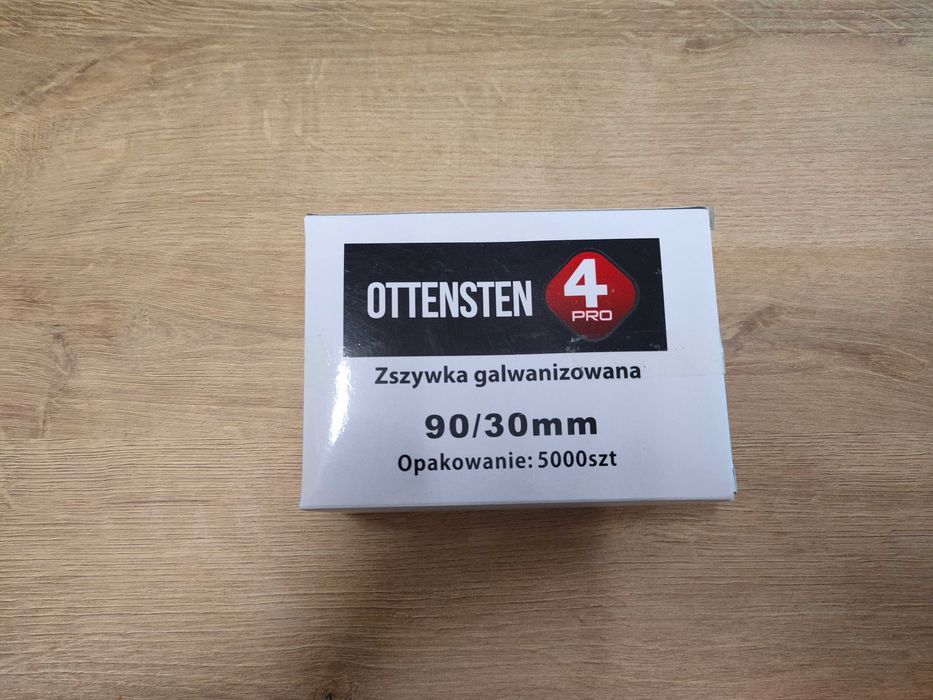 OTTENSTEN 4 PRO
Zszywka galwanizowana
90/30mm
Opakowanie: 5000szt